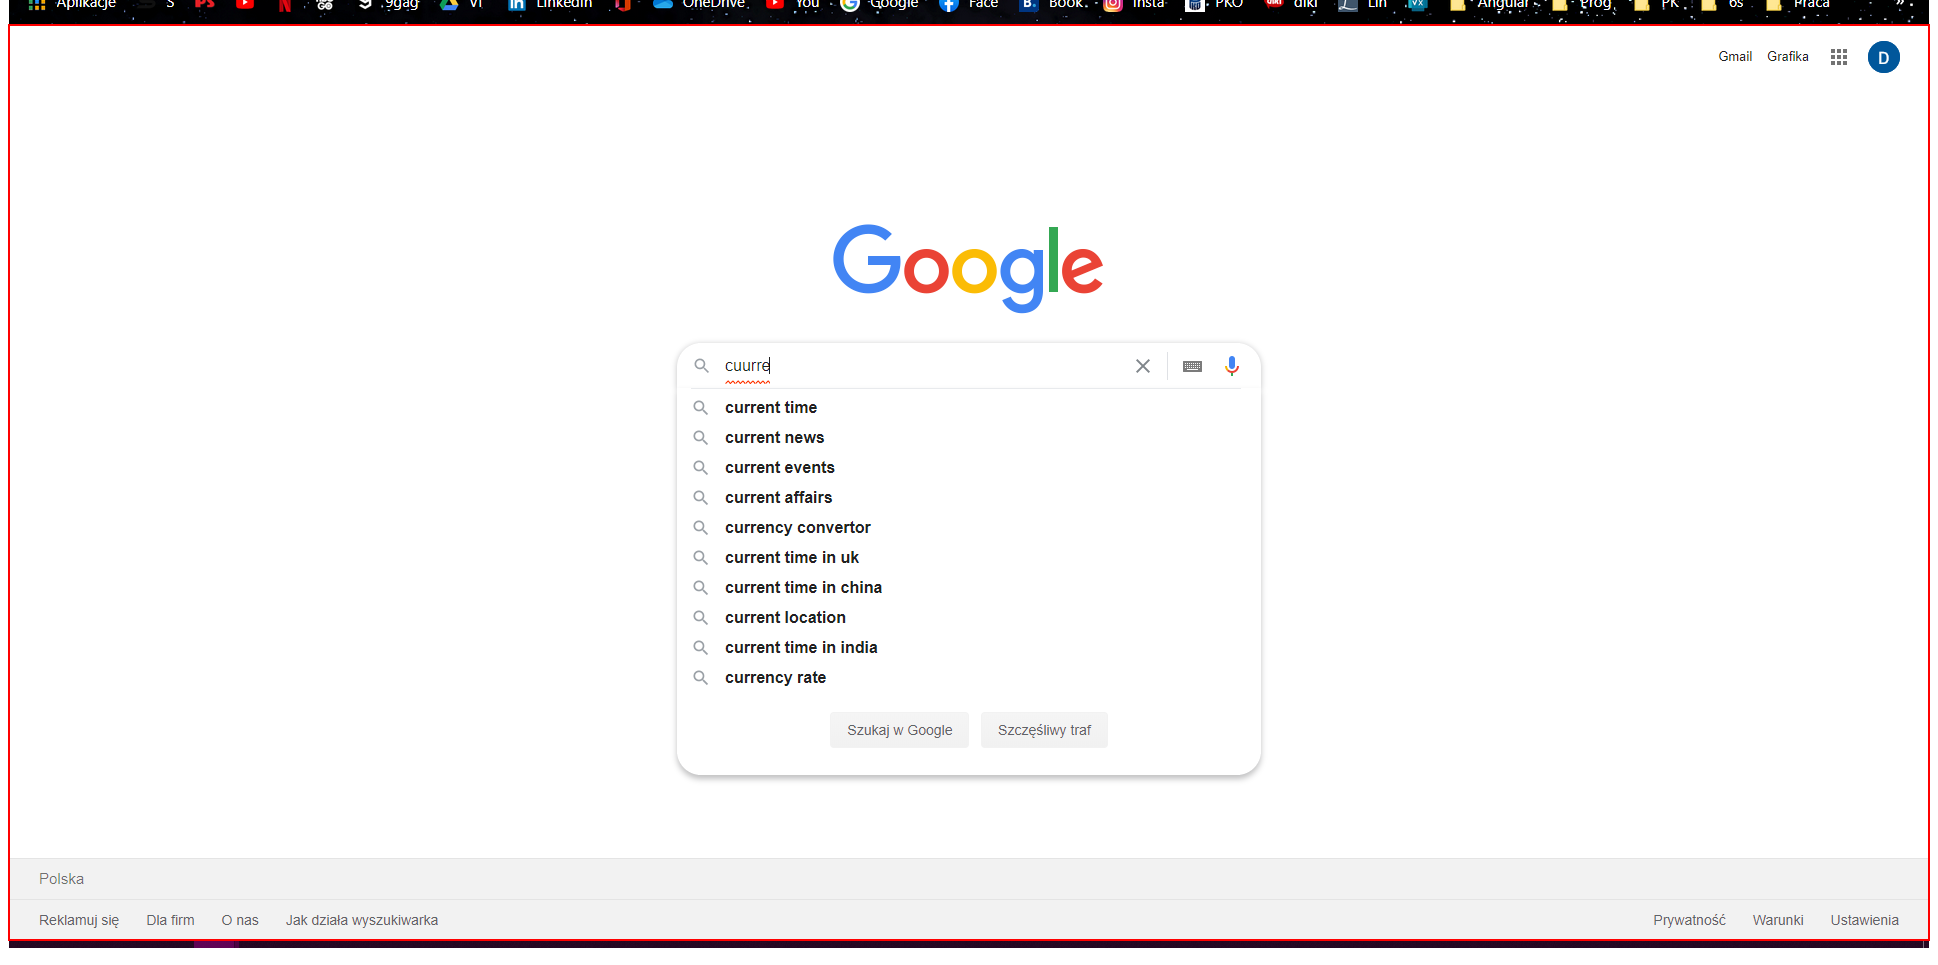 Aplikacje S 9gag Vi LinkedIn OneDrive You Google Face Book. Insta PKO diki Lin Angular Prog PK 6s Praca »
Gmail Grafika D
Google
cuurre
current time
current news
current events
current affairs
currency convertor
current time in uk
current time in china
current location
current time in india
currency rate
Szukaj w Google Szczęśliwy traf
Polska
Reklamuj się Dla firm O nas Jak działa wyszukiwarka Prywatność Warunki Ustawienia